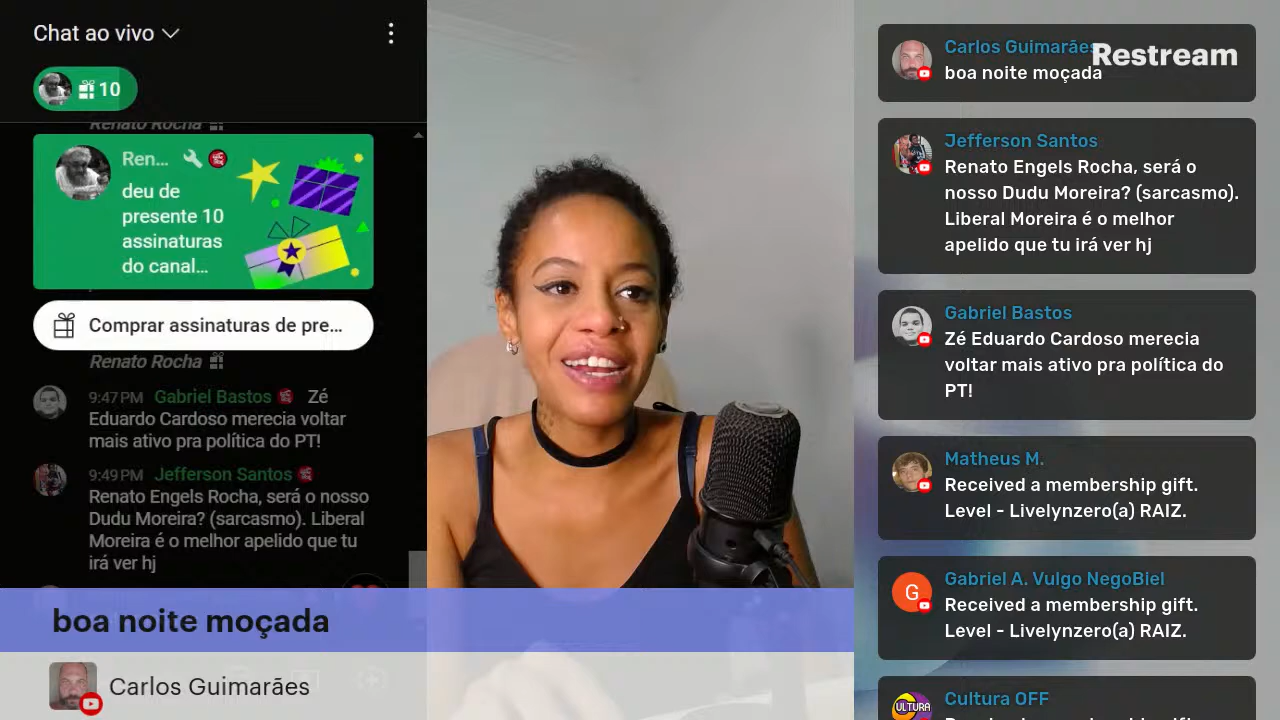 Chat ao vivo
10
Renato Rocha
Ren...
deu de
presente 10
assinaturas
do canal...
Comprar assinaturas de pre...
Renato Rocha
9:47 PM Gabriel Bastos Zé
Eduardo Cardoso merecia voltar
mais ativo pra política do PT!
9:49 PM Jefferson Santos
Renato Engels Rocha, será o nosso
Dudu Moreira? (sarcasmo). Liberal
Moreira é o melhor apelido que tu
irá ver hj
boa noite moçada
Carlos Guimarães
Carlos Guimarães
Restream
boa noite moçada
Jefferson Santos
Renato Engels Rocha, será o
nosso Dudu Moreira? (sarcasmo).
Liberal Moreira é o melhor
apelido que tu irá ver hj
Gabriel Bastos
Zé Eduardo Cardoso merecia
voltar mais ativo pra política do
PT!
Matheus M.
Received a membership gift.
Level - Livelynzero(a) RAIZ.
G
Gabriel A. Vulgo NegoBiel
Received a membership gift.
Level - Livelynzero(a) RAIZ.
Cultura OFF
ULTURA